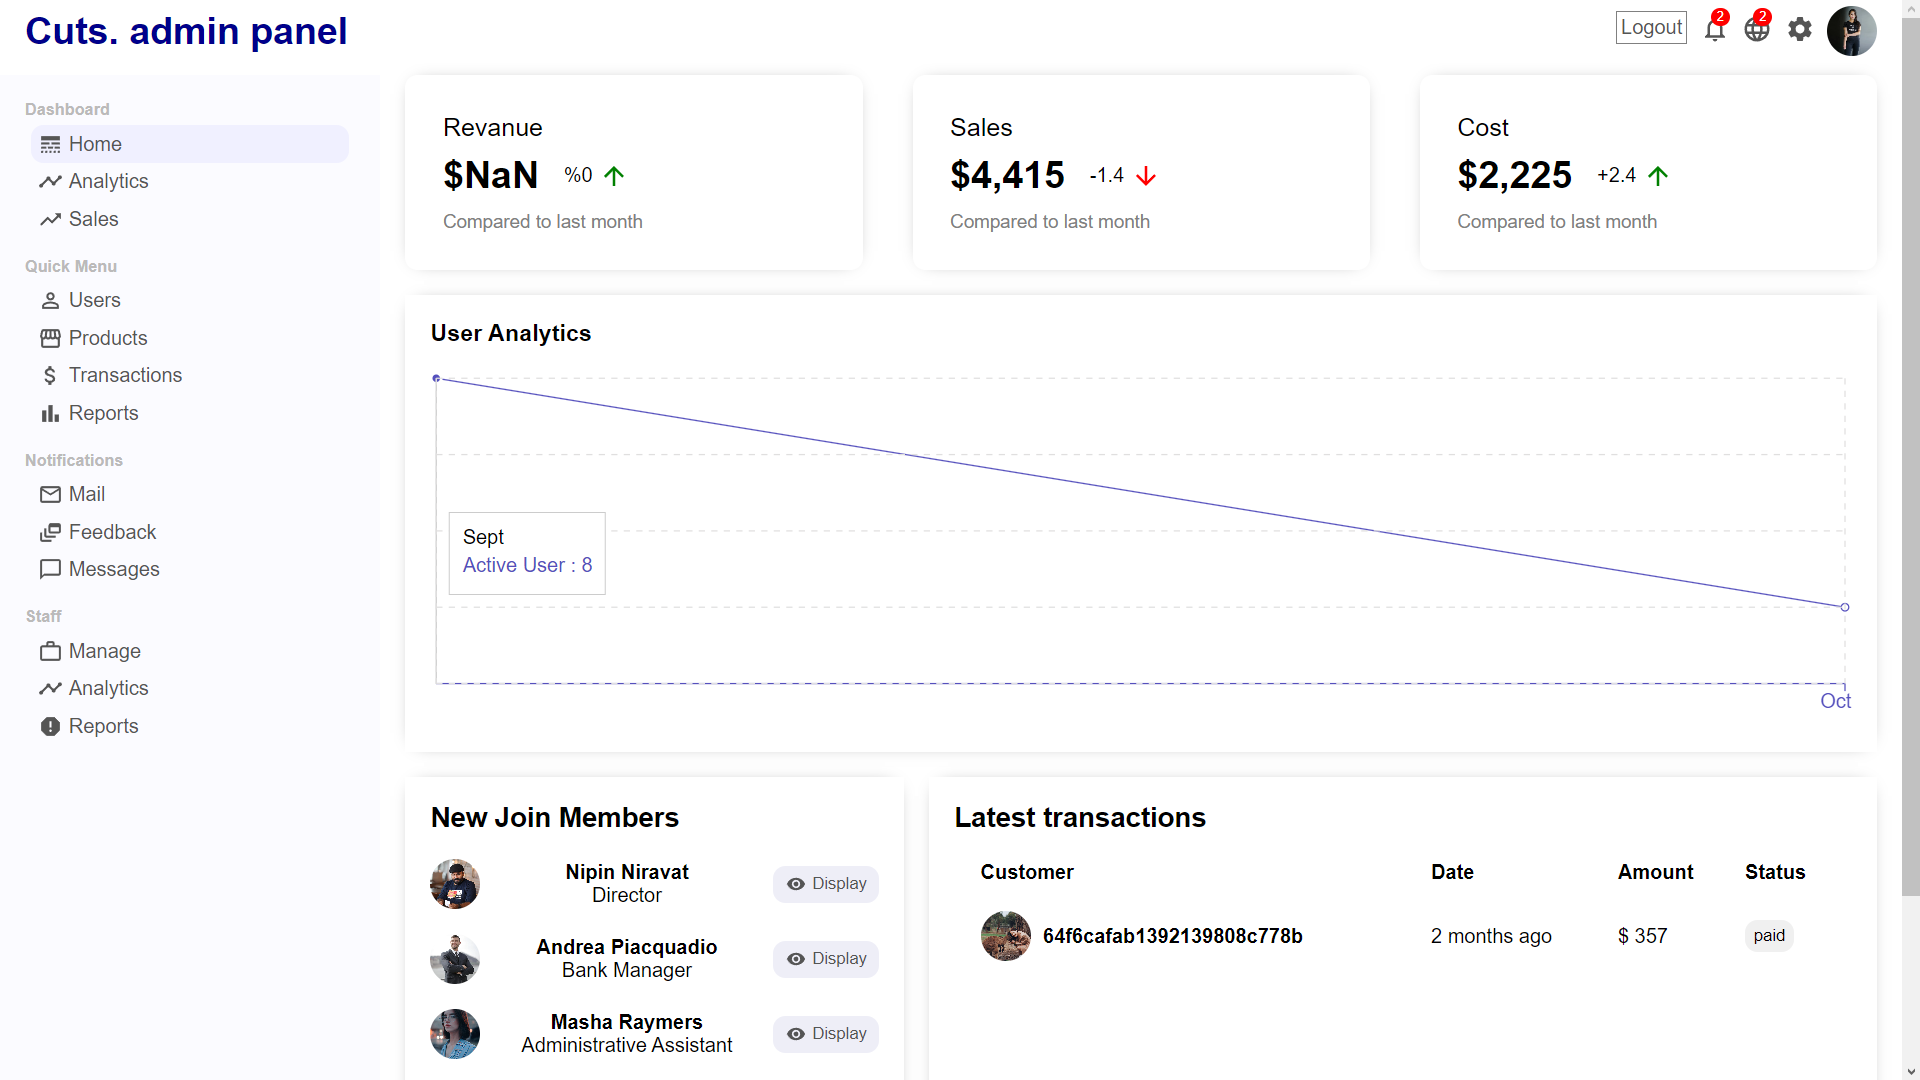 Cuts. admin panel
Logout
2
2
Dashboard
Home
Analytics
Sales
Quick Menu
Users
Products
Transactions
Reports
Notifications
Mail
Feedback
Messages
Staff
Manage
Analytics
Reports
Revanue
$NaN %0
Compared to last month
Sales
$4,415 -1.4
Compared to last month
Cost
$2,225 +2.4
Compared to last month
User Analytics
Sept
Active User : 8
Oct
New Join Members
Nipin Niravat
Director
Display
Andrea Piacquadio
Bank Manager
Display
Masha Raymers
Administrative Assistant
Display
Latest transactions
Customer Date Amount Status
64f6cafab1392139808c778b 2 months ago $ 357 paid